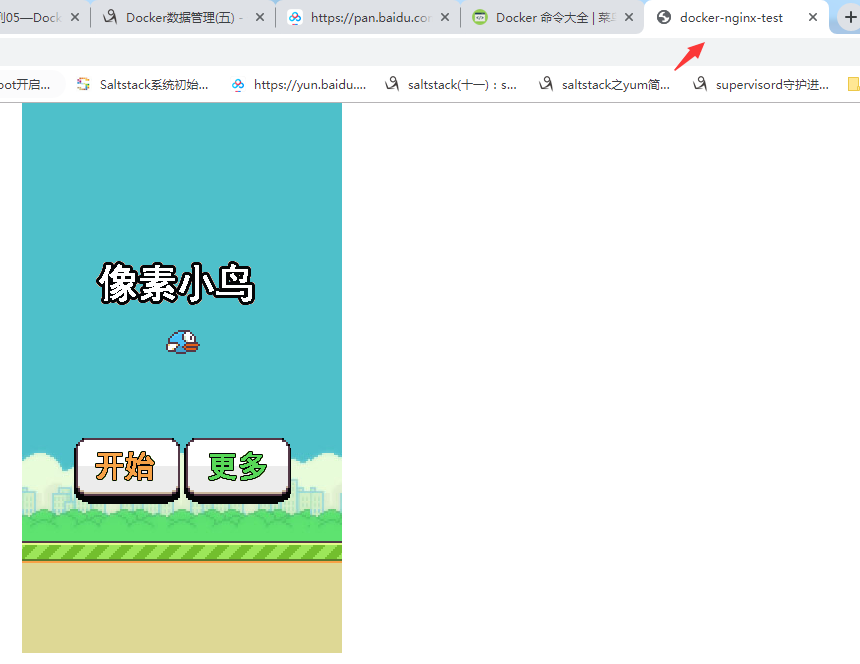 列05—Dock
Docker数据管理(五) -
https://pan.baidu.con
Docker 命令大全 | 菜鸟
docker-nginx-test
oot开启...
Saltstack系统初始...
https://yun.baidu....
saltstack(十一)：s...
saltstack之yum简...
supervisord守护进...
像素小鸟
开始
更多